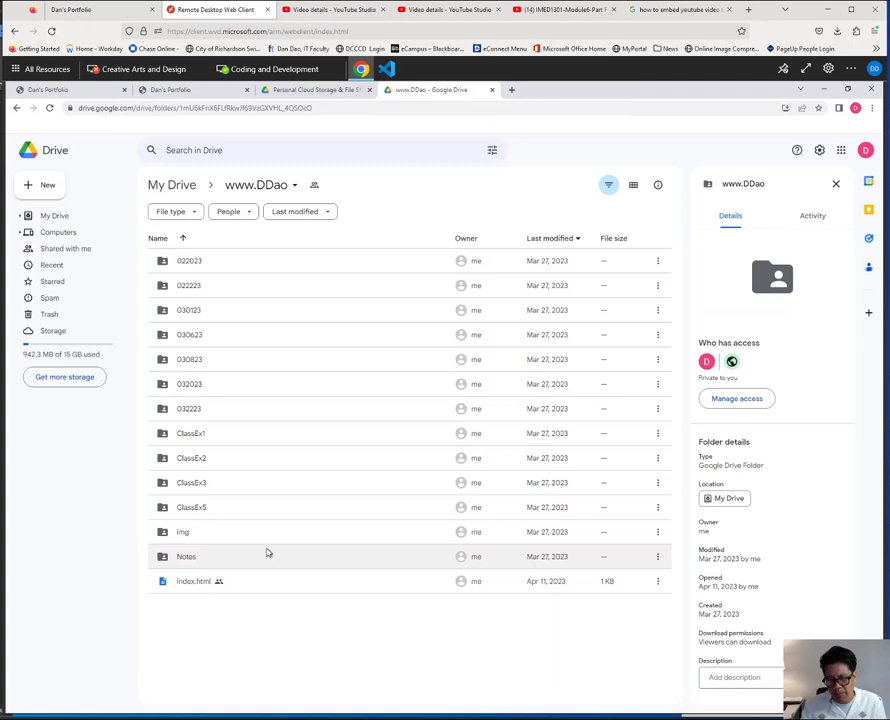 Dan's Portfolio
Remote Desktop Web Client
Video details - YouTube Studio
Video details - YouTube Studio
(14) IMED1301-Module6-Part
how to embed youtube video
https://client.wvd.microsoft.com/arm/webclient/index.html
Getting Started
Home - Workday
Chase Online
City of Richardson Swi...
Dan Dao, IT Faculty
DCCCD Login
eCampus – Blackboar...
eConnect Menu
Microsoft Office Home
MyPortal
News
Online Image Compre...
PageUp People Login
All Resources
Creative Arts and Design
Coding and Development
DD
Dan's Portfolio
Dan's Portfolio
Personal Cloud Storage & File S
www.DDao - Google Drive
drive.google.com/drive/folders/1mU6kFnX6FLfRkwJf69VzGXVHL_4QSOcO
D
Drive
Search in Drive
D
New
My Drive
www.DDao
www.DDao
File type
People
Last modified
Details
Activity
My Drive
Computers
Shared with me
Recent
Starred
Spam
Trash
Storage
942.3 MB of 15 GB used
Get more storage
Name
Owner
Last modified
File size
022023
me
Mar 27, 2023
—
022223
me
Mar 27, 2023
—
030123
me
Mar 27, 2023
—
030623
me
Mar 27, 2023
—
030823
me
Mar 27, 2023
—
032023
me
Mar 27, 2023
—
032223
me
Mar 27, 2023
—
ClassEx1
me
Mar 27, 2023
—
ClassEx2
me
Mar 27, 2023
—
ClassEx3
me
Mar 27, 2023
—
ClassEx5
me
Mar 27, 2023
—
img
me
Mar 27, 2023
—
Notes
me
Mar 27, 2023
—
index.html
me
Apr 11, 2023
1 KB
Who has access
D
Private to you
Manage access
Folder details
Type
Google Drive Folder
Location
My Drive
Owner
me
Modified
Mar 27, 2023 by me
Opened
Apr 11, 2023 by me
Created
Mar 27, 2023
Download permissions
Viewers can download
Description
Add description